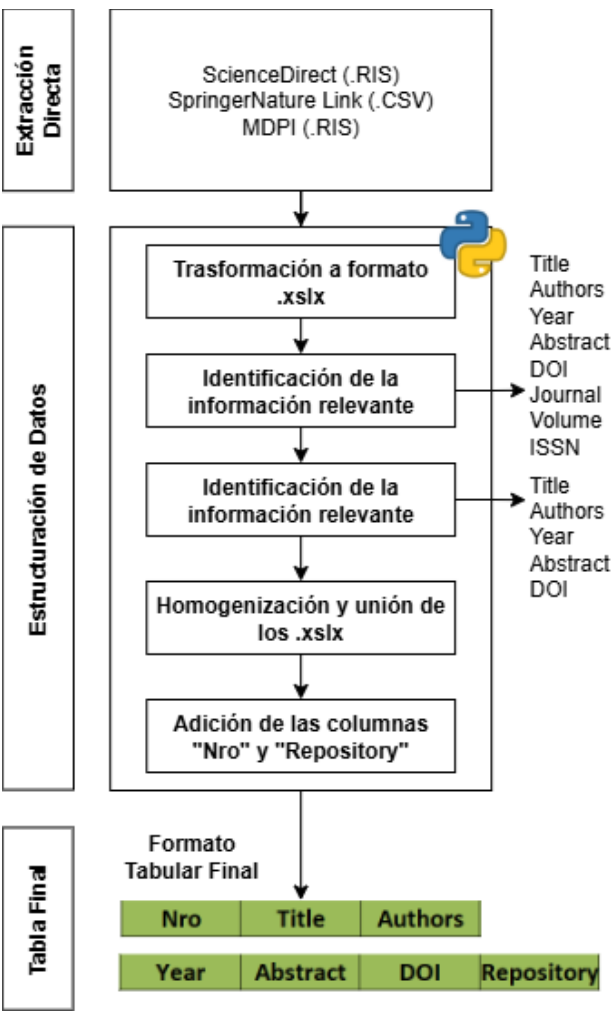 Extracción
Directa
ScienceDirect (.RIS)
SpringerNature Link (.CSV)
MDPI (.RIS)
Estructuración de Datos
Trasformación a formato
.xslx
Identificación de la
información relevante
Title
Authors
Year
Abstract
DOI
Journal
Volume
ISSN
Identificación de la
información relevante
Title
Authors
Year
Abstract
DOI
Homogenización y unión de
los .xslx
Adición de las columnas
"Nro" y "Repository"
Tabla Final
Formato
Tabular Final
Nro Title Authors
Year Abstract DOI Repository